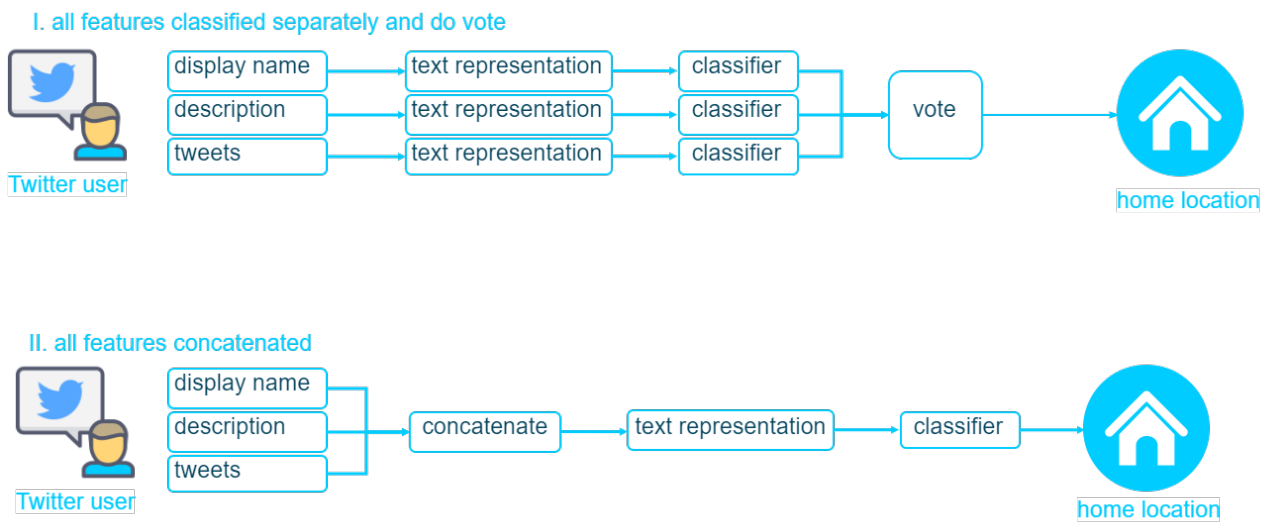 I. all features classified separately and do vote
display name text representation classifier
description text representation classifier vote
tweets text representation classifier
Twitter user
home location
II. all features concatenated
display name
description concatenate text representation classifier
tweets
Twitter user
home location